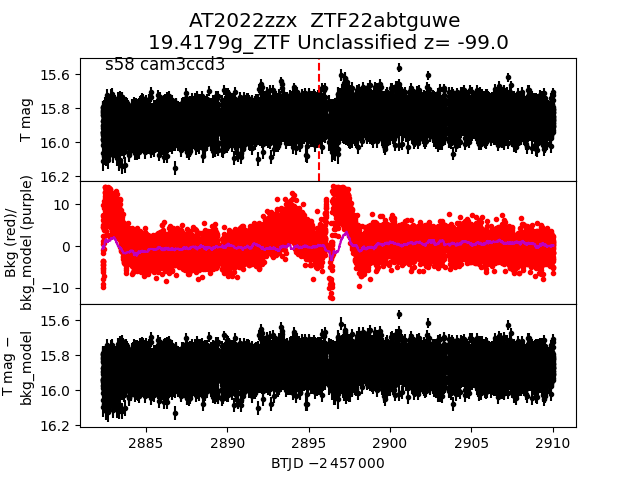 AT2022zzx  ZTF22abtguwe
19.4179g_ZTF Unclassified z= -99.0
s58 cam3ccd3
15.6
15.8
16.0
16.2
T mag
10
0
−10
Bkg (red)/
bkg_model (purple)
15.6
15.8
16.0
16.2
T mag −
bkg_model
2885
2890
2895
2900
2905
2910
BTJD −2 457 000